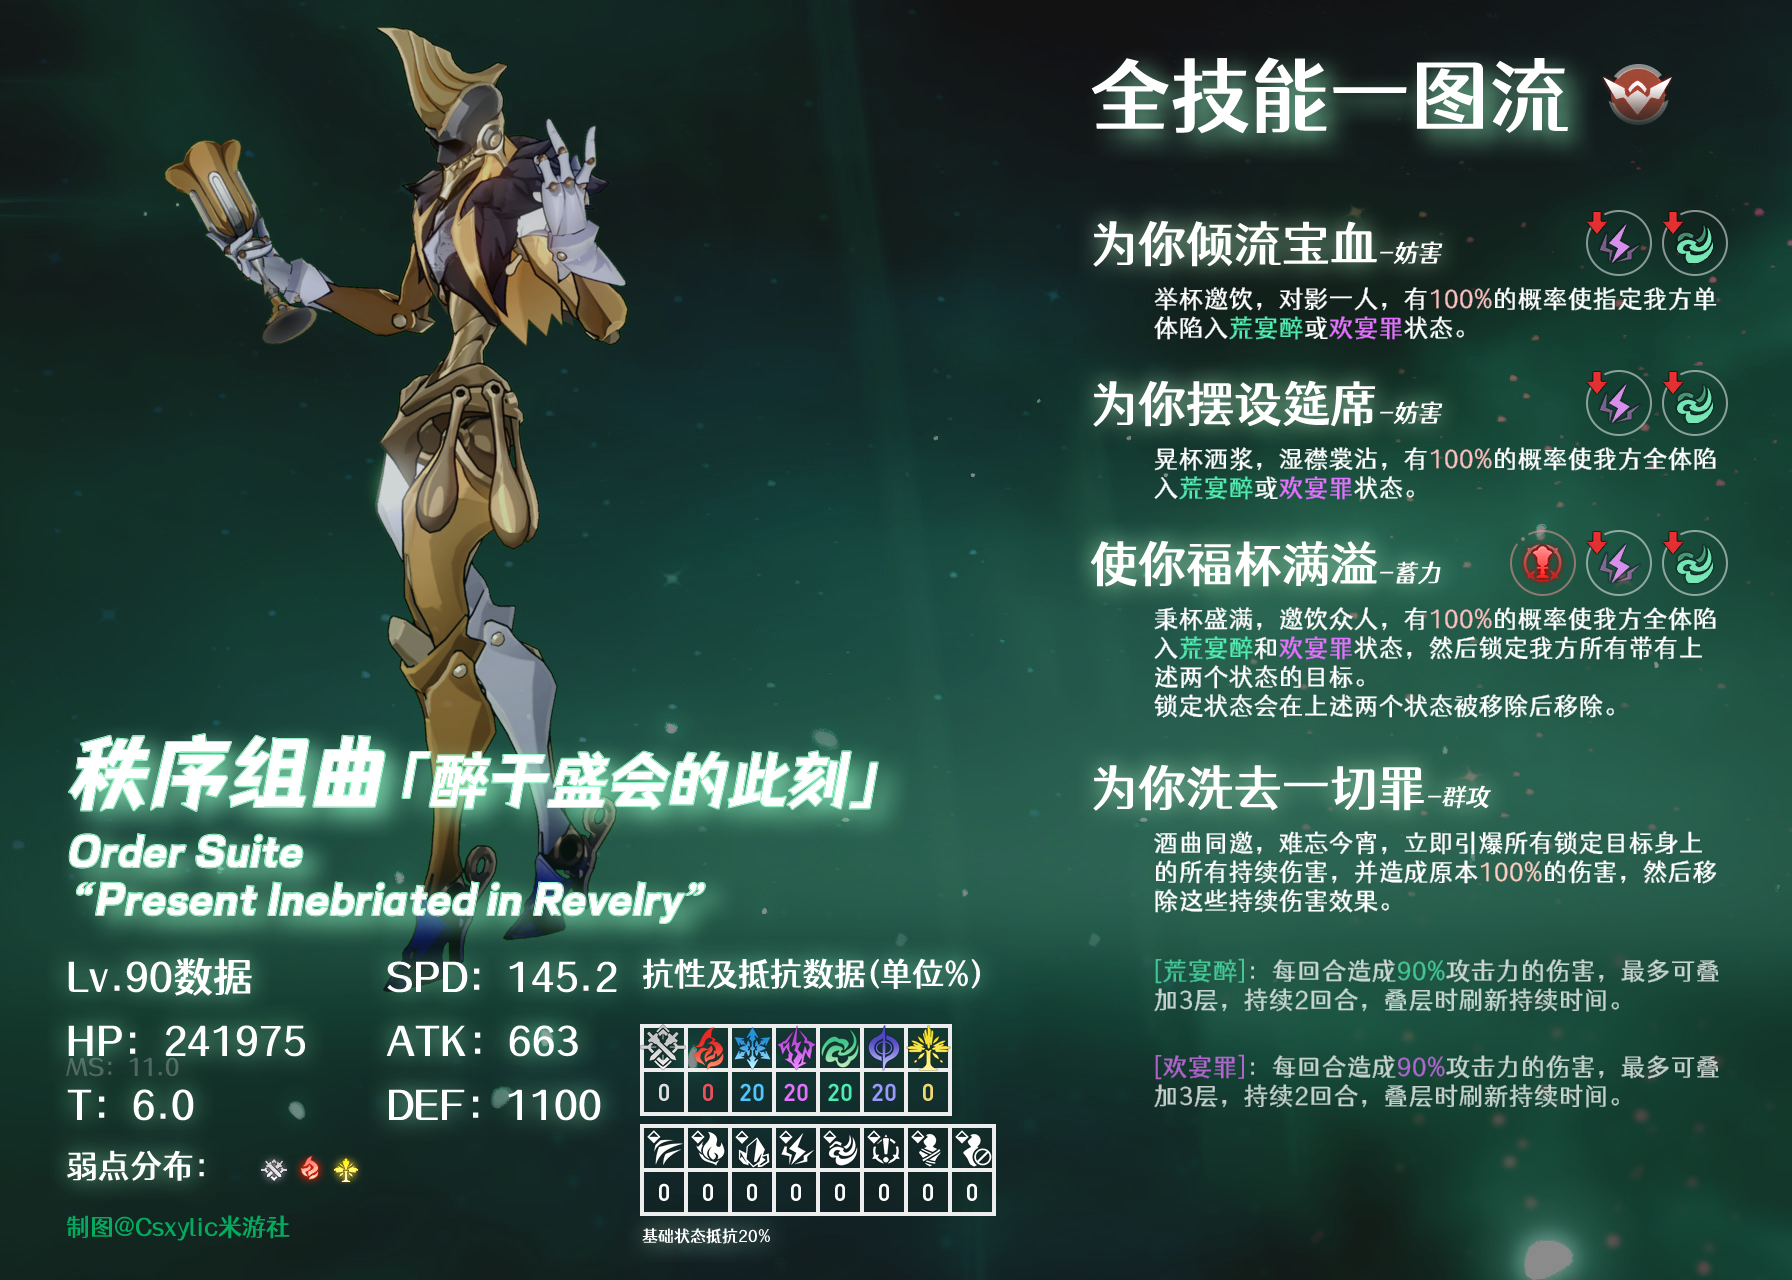 全技能一图流
为你倾流宝血-妨害
举杯邀饮，对影一人，有100%的概率使指定我方单
体陷入荒宴醉或欢宴罪状态。
为你摆设筵席-妨害
晃杯洒浆，湿襟裳沾，有100%的概率使我方全体陷
入荒宴醉或欢宴罪状态。
使你福杯满溢-蓄力
秉杯盛满，邀饮众人，有100%的概率使我方全体陷
入荒宴醉和欢宴罪状态，然后锁定我方所有带有上
述两个状态的目标。
锁定状态会在上述两个状态被移除后移除。
为你洗去一切罪-群攻
酒曲同邀，难忘今宵，立即引爆所有锁定目标身上
的所有持续伤害，并造成原本100%的伤害，然后移
除这些持续伤害效果。
[荒宴醉]：每回合造成90%攻击力的伤害，最多可叠
加3层，持续2回合，叠层时刷新持续时间。
[欢宴罪]：每回合造成90%攻击力的伤害，最多可叠
加3层，持续2回合，叠层时刷新持续时间。
秩序组曲「醉于盛会的此刻」
Order Suite
“Present Inebriated in Revelry”
Lv.90数据 SPD：145.2
HP：241975 ATK：663
MS：11.0
T：6.0 DEF：1100
弱点分布：
制图@Csxylic米游社
抗性及抵抗数据(单位%)
0 0 20 20 20 20 0
0 0 0 0 0 0 0 0
基础状态抵抗20%